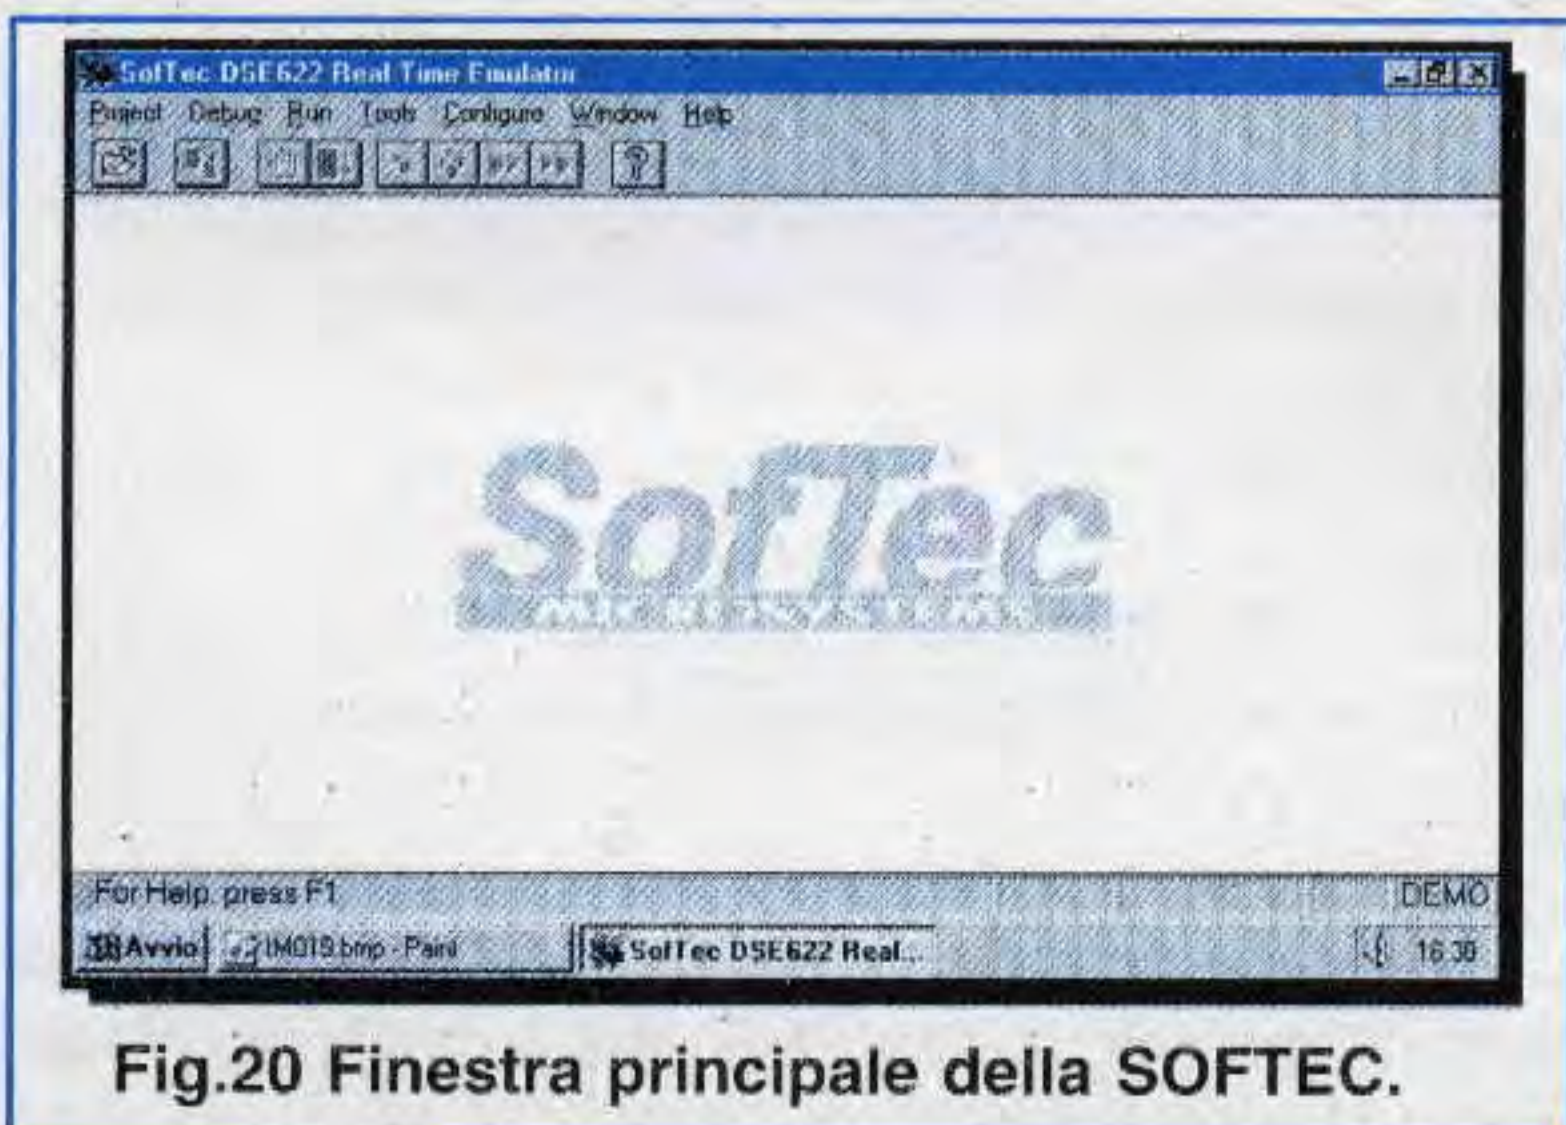 SofTec DSE622 Real Time Emulator
Project Debug Run Tools Configure Window Help
SofTec
MICROSYSTEMS
For Help, press F1 DEMO
Avvio IM019.bmp - Paint SofTec DSE622 Real... 16.30
Fig.20 Finestra principale della SOFTEC.